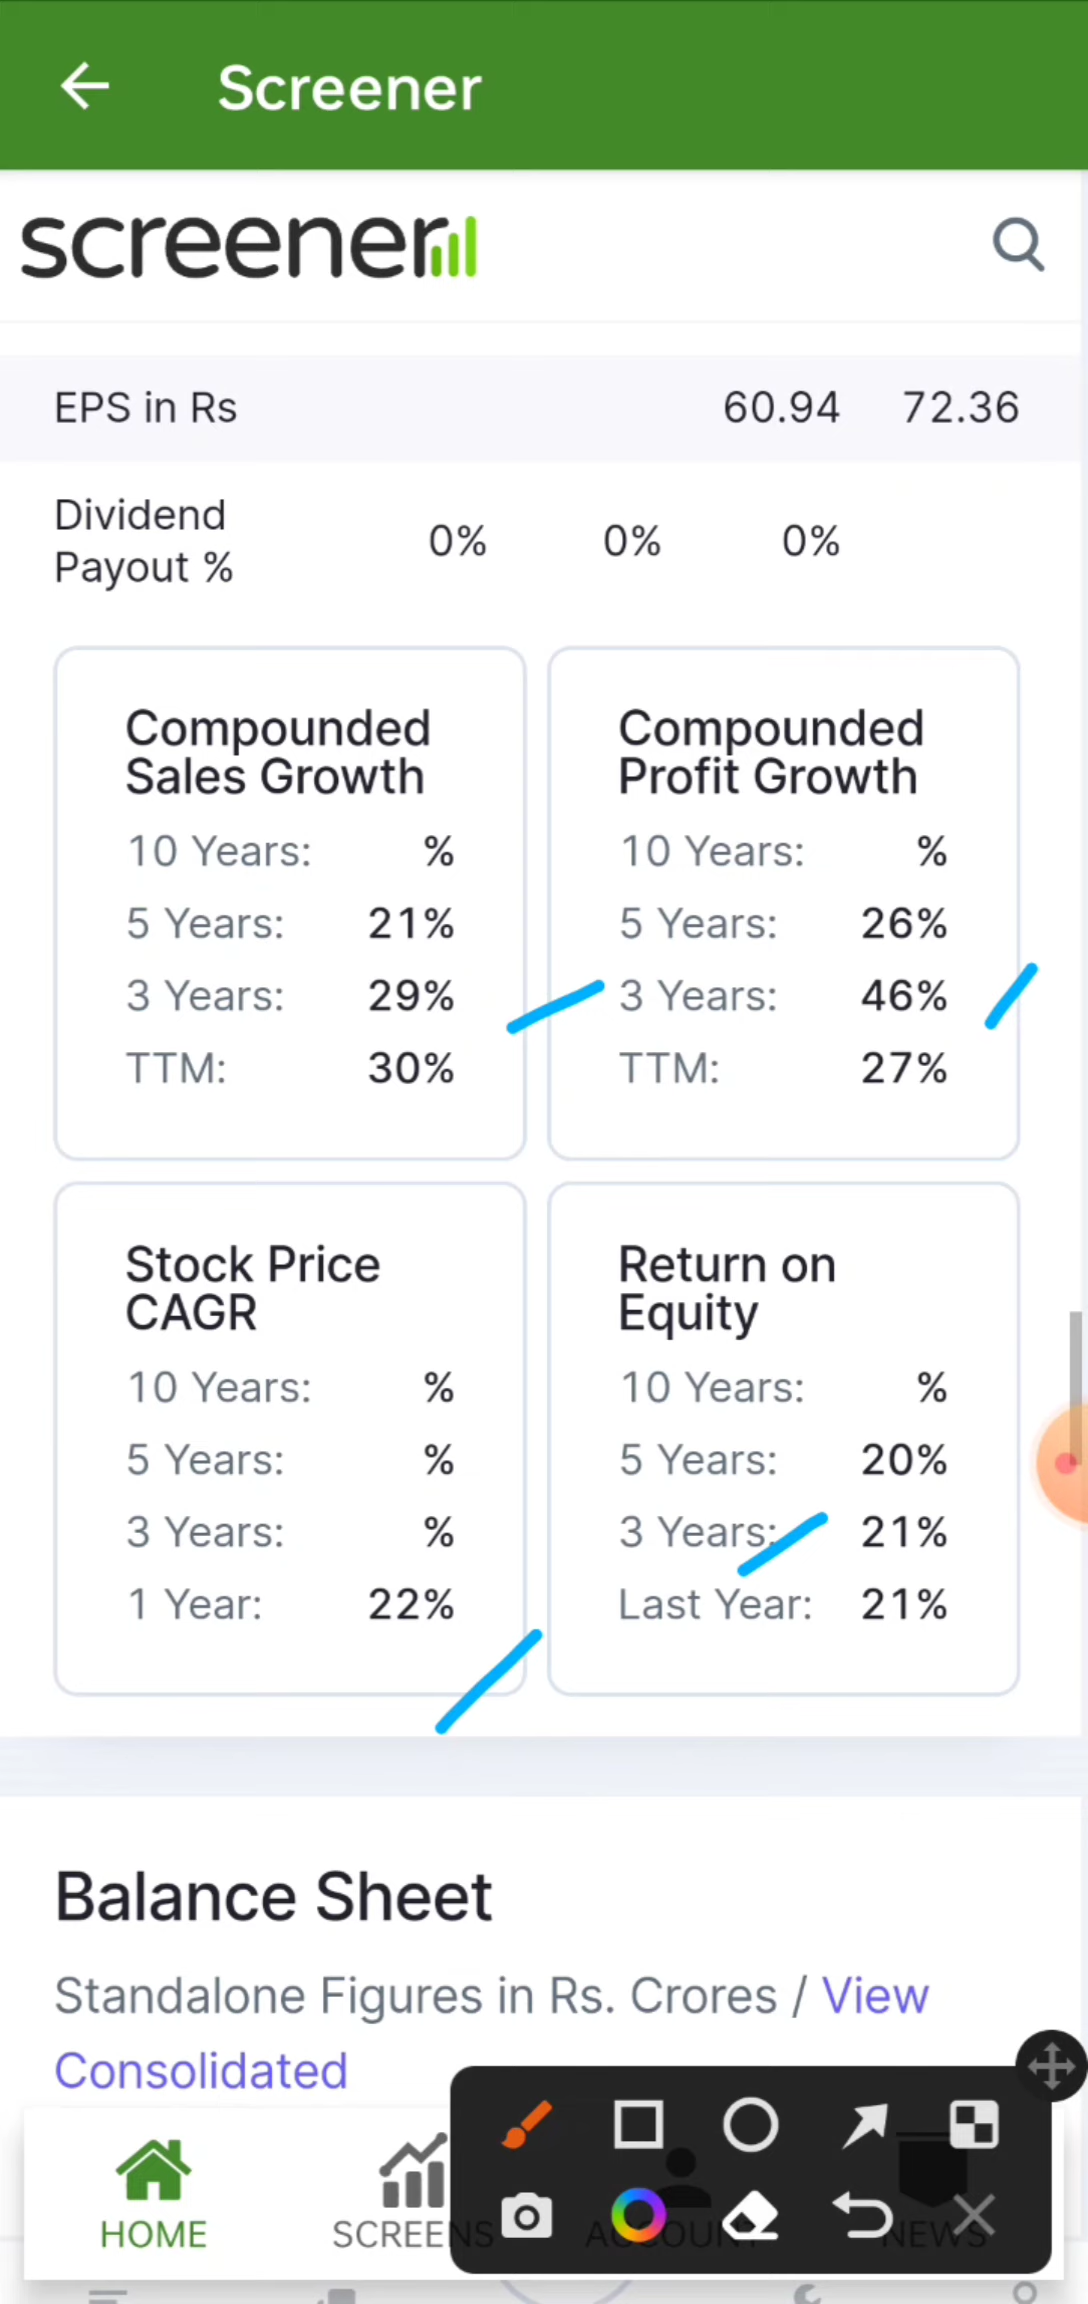 Screener
screener
EPS in Rs 60.94 72.36
Dividend
Payout % 0% 0% 0%
Compounded
Sales Growth
10 Years: %
5 Years: 21%
3 Years: 29%
TTM: 30%
Compounded
Profit Growth
10 Years: %
5 Years: 26%
3 Years: 46%
TTM: 27%
Stock Price
CAGR
10 Years: %
5 Years: %
3 Years: %
1 Year: 22%
Return on
Equity
10 Years: %
5 Years: 20%
3 Years: 21%
Last Year: 21%
Balance Sheet
Standalone Figures in Rs. Crores / View
Consolidated
HOME SCREENS ACCOUNT NEWS